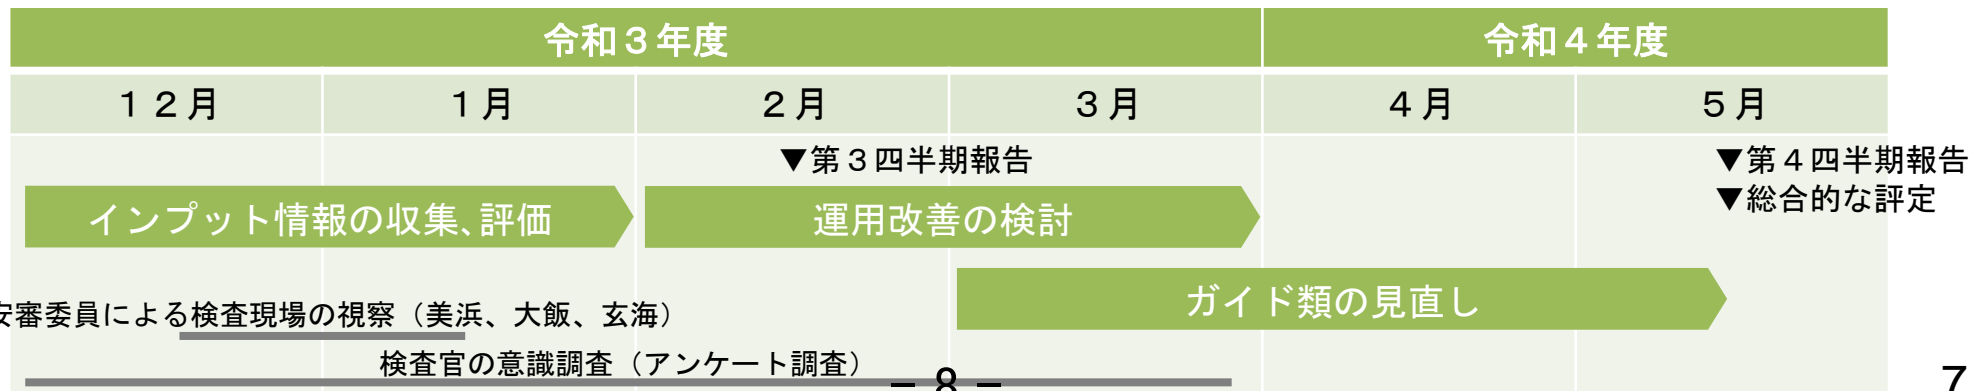 令和３年度
令和４年度
１２月
１月
２月
３月
４月
５月
▼第３四半期報告
▼第４四半期報告
▼総合的な評定
インプット情報の収集、評価
運用改善の検討
ガイド類の見直し
安審委員による検査現場の視察（美浜、大飯、玄海）
検査官の意識調査（アンケート調査）
－ 8 －
7